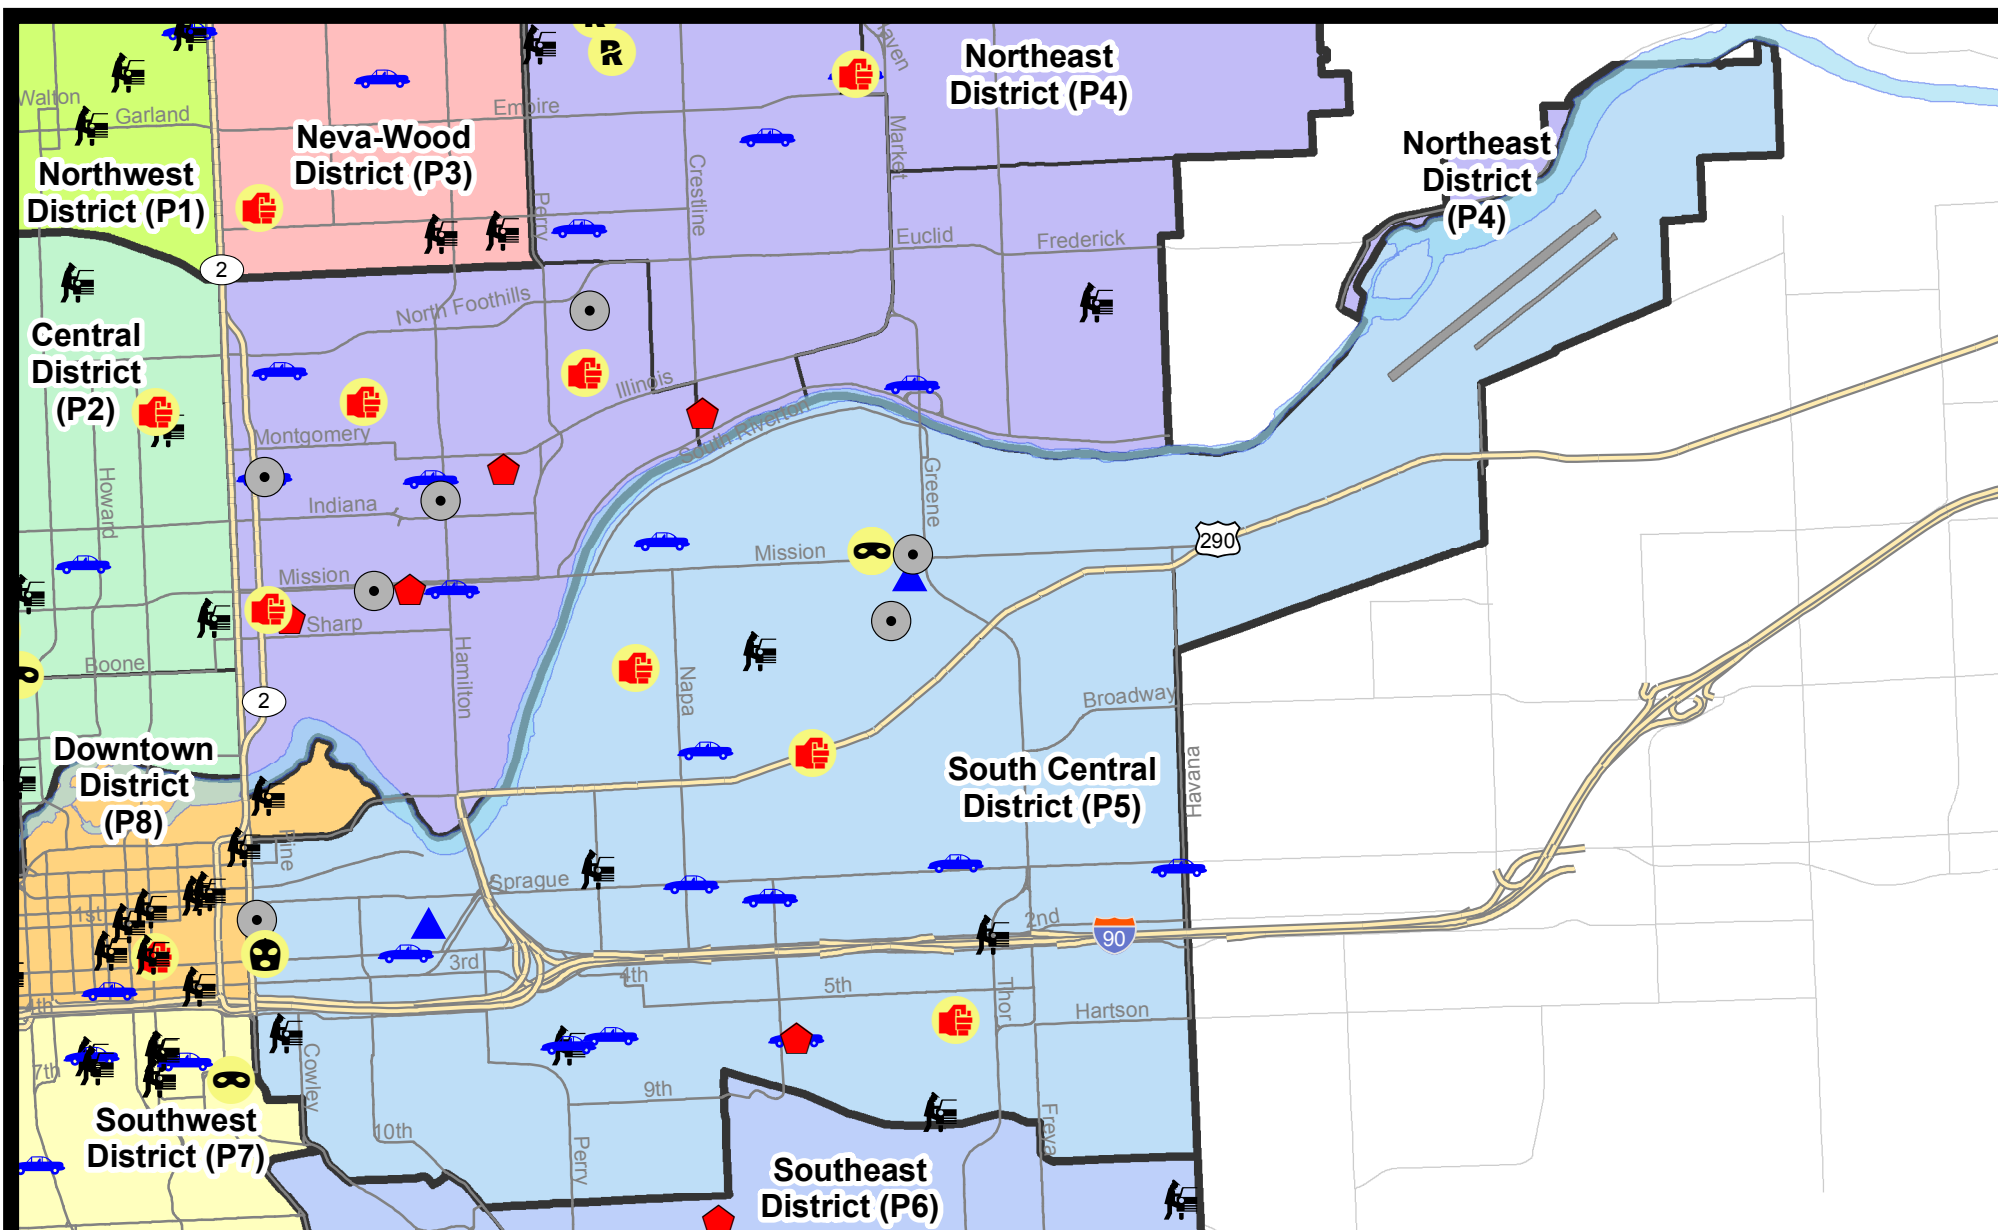 Northeast
District (P4)
Haven
Walton
Garland
Empire
Neva-Wood
District (P3)
Northwest
District (P1)
Northeast
District
(P4)
Market
Crestline
Perry
Euclid
Frederick
2
North Foothills
Central
District
(P2)
Illinois
South Riverton
Montgomery
Howard
Indiana
Greene
Mission
290
Mission
Sharp
Boone
Hamilton
Napa
2
Broadway
Havana
Downtown
District
(P8)
South Central
District (P5)
Pine
Sprague
1st
2nd
90
3rd
4th
5th
4th
Thor
Hartson
7th
Cowley
9th
10th
Perry
Freya
Southwest
District (P7)
Southeast
District (P6)
R
R